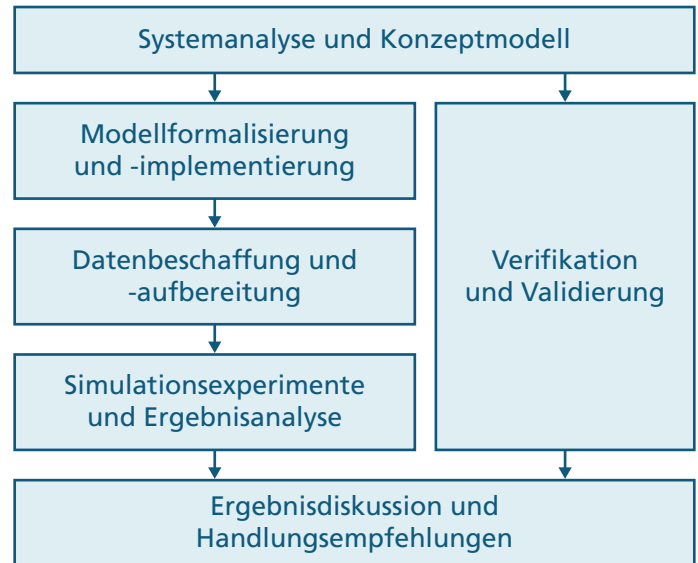 Systemanalyse und Konzeptmodell
Modellformalisierung
und -implementierung
Datenbeschaffung und
-aufbereitung
Simulationsexperimente
und Ergebnisanalyse
Verifikation
und Validierung
Ergebnisdiskussion und
Handlungsempfehlungen